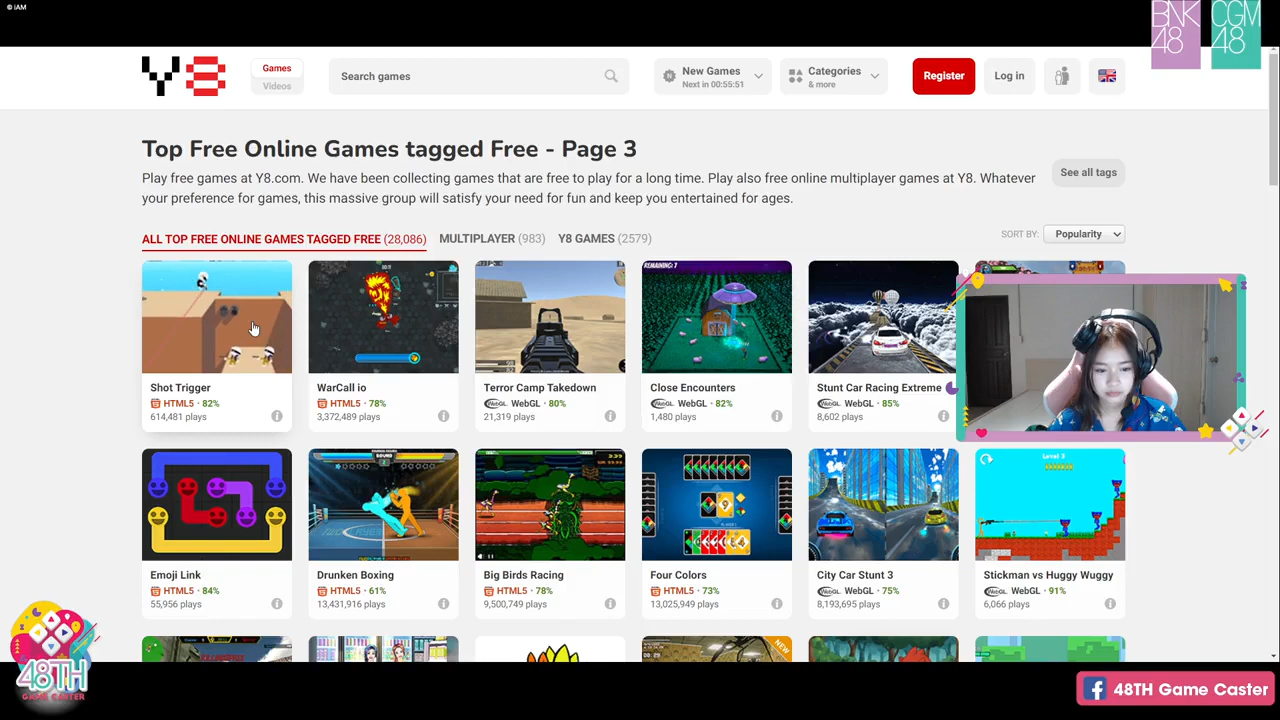 © iAM
BNK
48
CGM
48
Y8
Games
Videos
Search games
New Games
Next in 00:55:51
Categories
& more
Register
Log in
Top Free Online Games tagged Free - Page 3
Play free games at Y8.com. We have been collecting games that are free to play for a long time. Play also free online multiplayer games at Y8. Whatever
your preference for games, this massive group will satisfy your need for fun and keep you entertained for ages.
See all tags
ALL TOP FREE ONLINE GAMES TAGGED FREE (28,086)
MULTIPLAYER (983)
Y8 GAMES (2579)
SORT BY:
Popularity
REMAINING: 7
Shot Trigger
HTML5 · 82%
614,481 plays
WarCall io
HTML5 · 78%
3,372,489 plays
Terror Camp Takedown
WebGL · 80%
21,319 plays
Close Encounters
WebGL · 82%
1,480 plays
Stunt Car Racing Extreme
WebGL · 85%
8,602 plays
Level 3
Emoji Link
HTML5 · 84%
55,956 plays
Drunken Boxing
HTML5 · 61%
13,431,916 plays
Big Birds Racing
HTML5 · 78%
9,500,749 plays
Four Colors
HTML5 · 73%
13,025,949 plays
City Car Stunt 3
WebGL · 75%
8,193,695 plays
Stickman vs Huggy Wuggy
WebGL · 91%
6,066 plays
NEW
48TH
GAME CASTER
48TH Game Caster